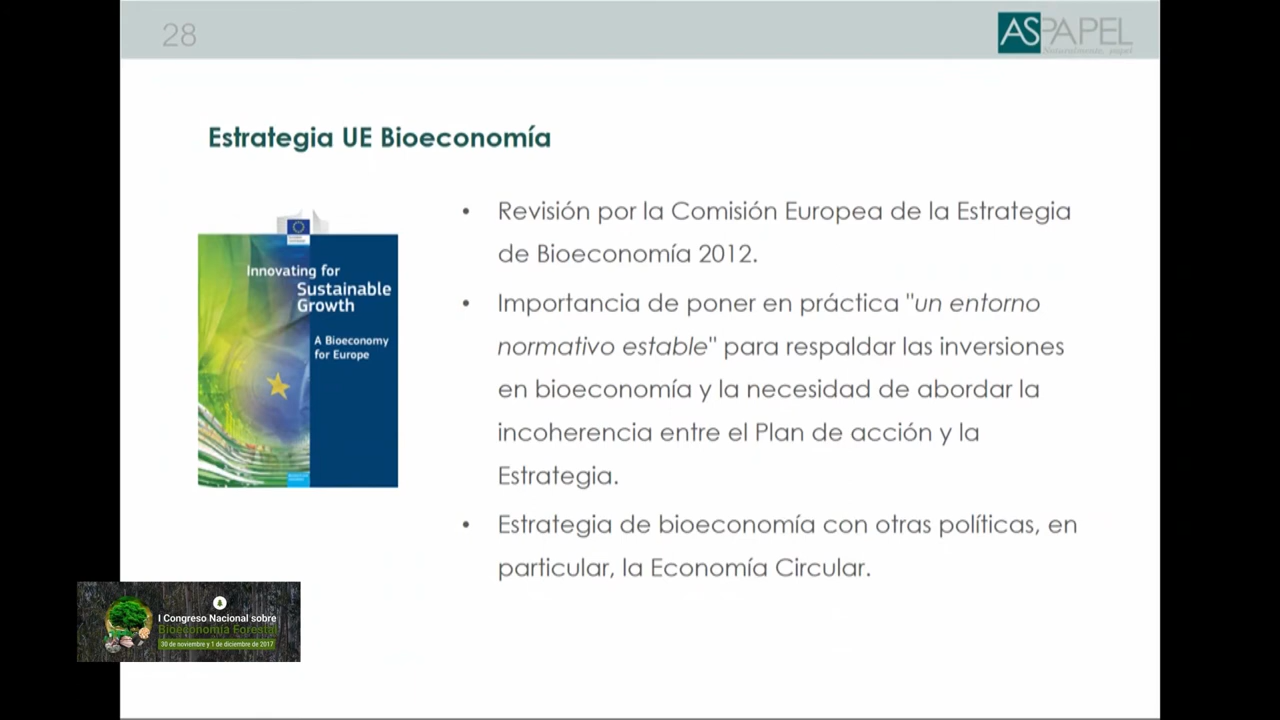 28
ASPAPEL
Naturalmente, papel
Estrategia UE Bioeconomía
Innovating for
Sustainable
Growth
A Bioeconomy
for Europe
• Revisión por la Comisión Europea de la Estrategia
de Bioeconomía 2012.
• Importancia de poner en práctica "un entorno
normativo estable" para respaldar las inversiones
en bioeconomía y la necesidad de abordar la
incoherencia entre el Plan de acción y la
Estrategia.
• Estrategia de bioeconomía con otras políticas, en
particular, la Economía Circular.
I Congreso Nacional sobre
Bioeconomía Forestal
30 de noviembre y 1 de diciembre de 2017